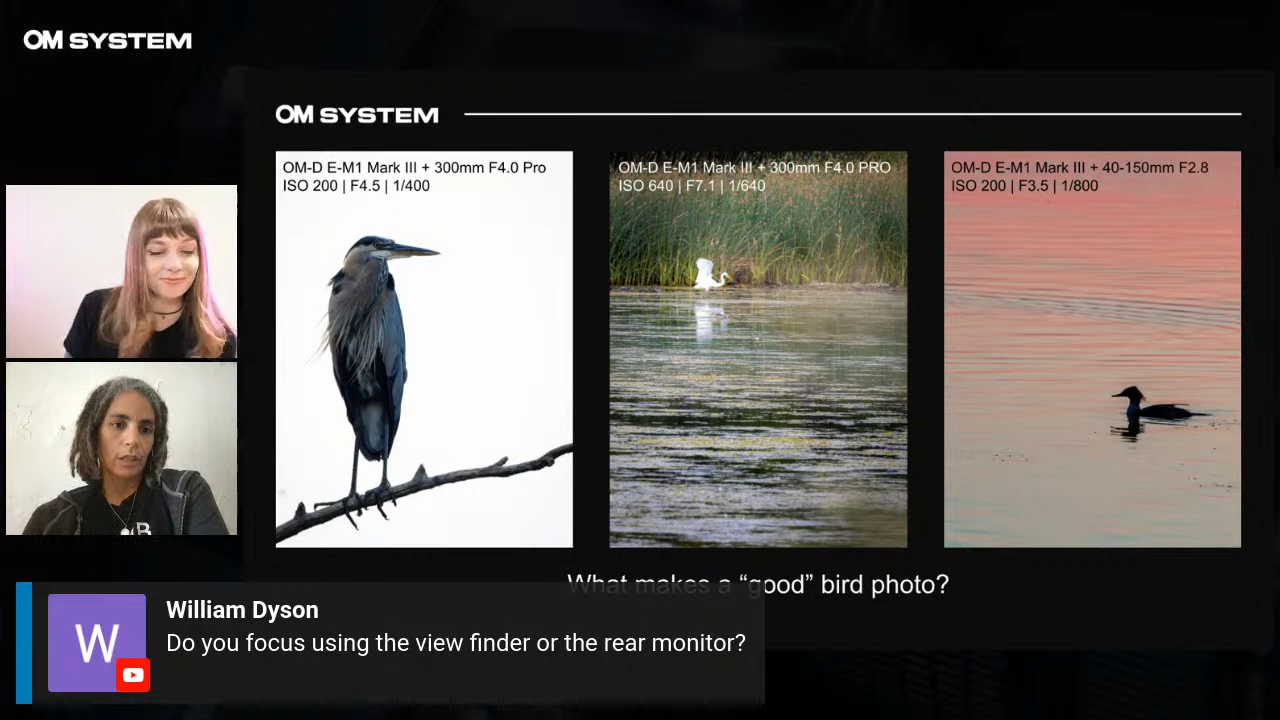 OM SYSTEM
OM SYSTEM
OM-D E-M1 Mark III + 300mm F4.0 Pro
ISO 200 | F4.5 | 1/400
OM-D E-M1 Mark III + 300mm F4.0 PRO
ISO 640 | F7.1 | 1/640
OM-D E-M1 Mark III + 40-150mm F2.8
ISO 200 | F3.5 | 1/800
B
What makes a “good” bird photo?
W
William Dyson
Do you focus using the view finder or the rear monitor?